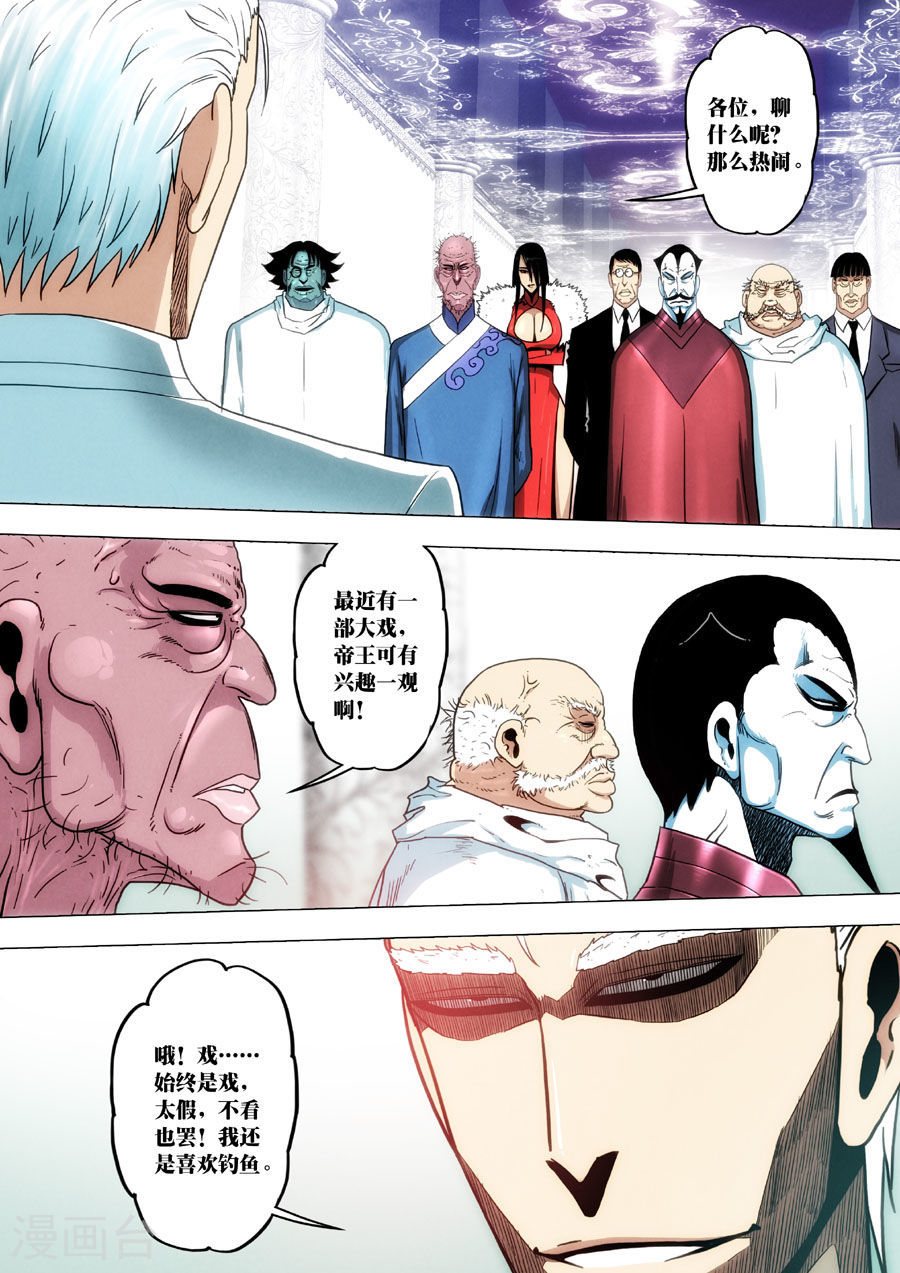 各位，聊
什么呢？
那么热闹。
最近有一
部大戏，
帝王可有
兴趣一观
啊！
哦！戏……
始终是戏，
太假，不看
也罢！我还
是喜欢钓鱼。
漫画台